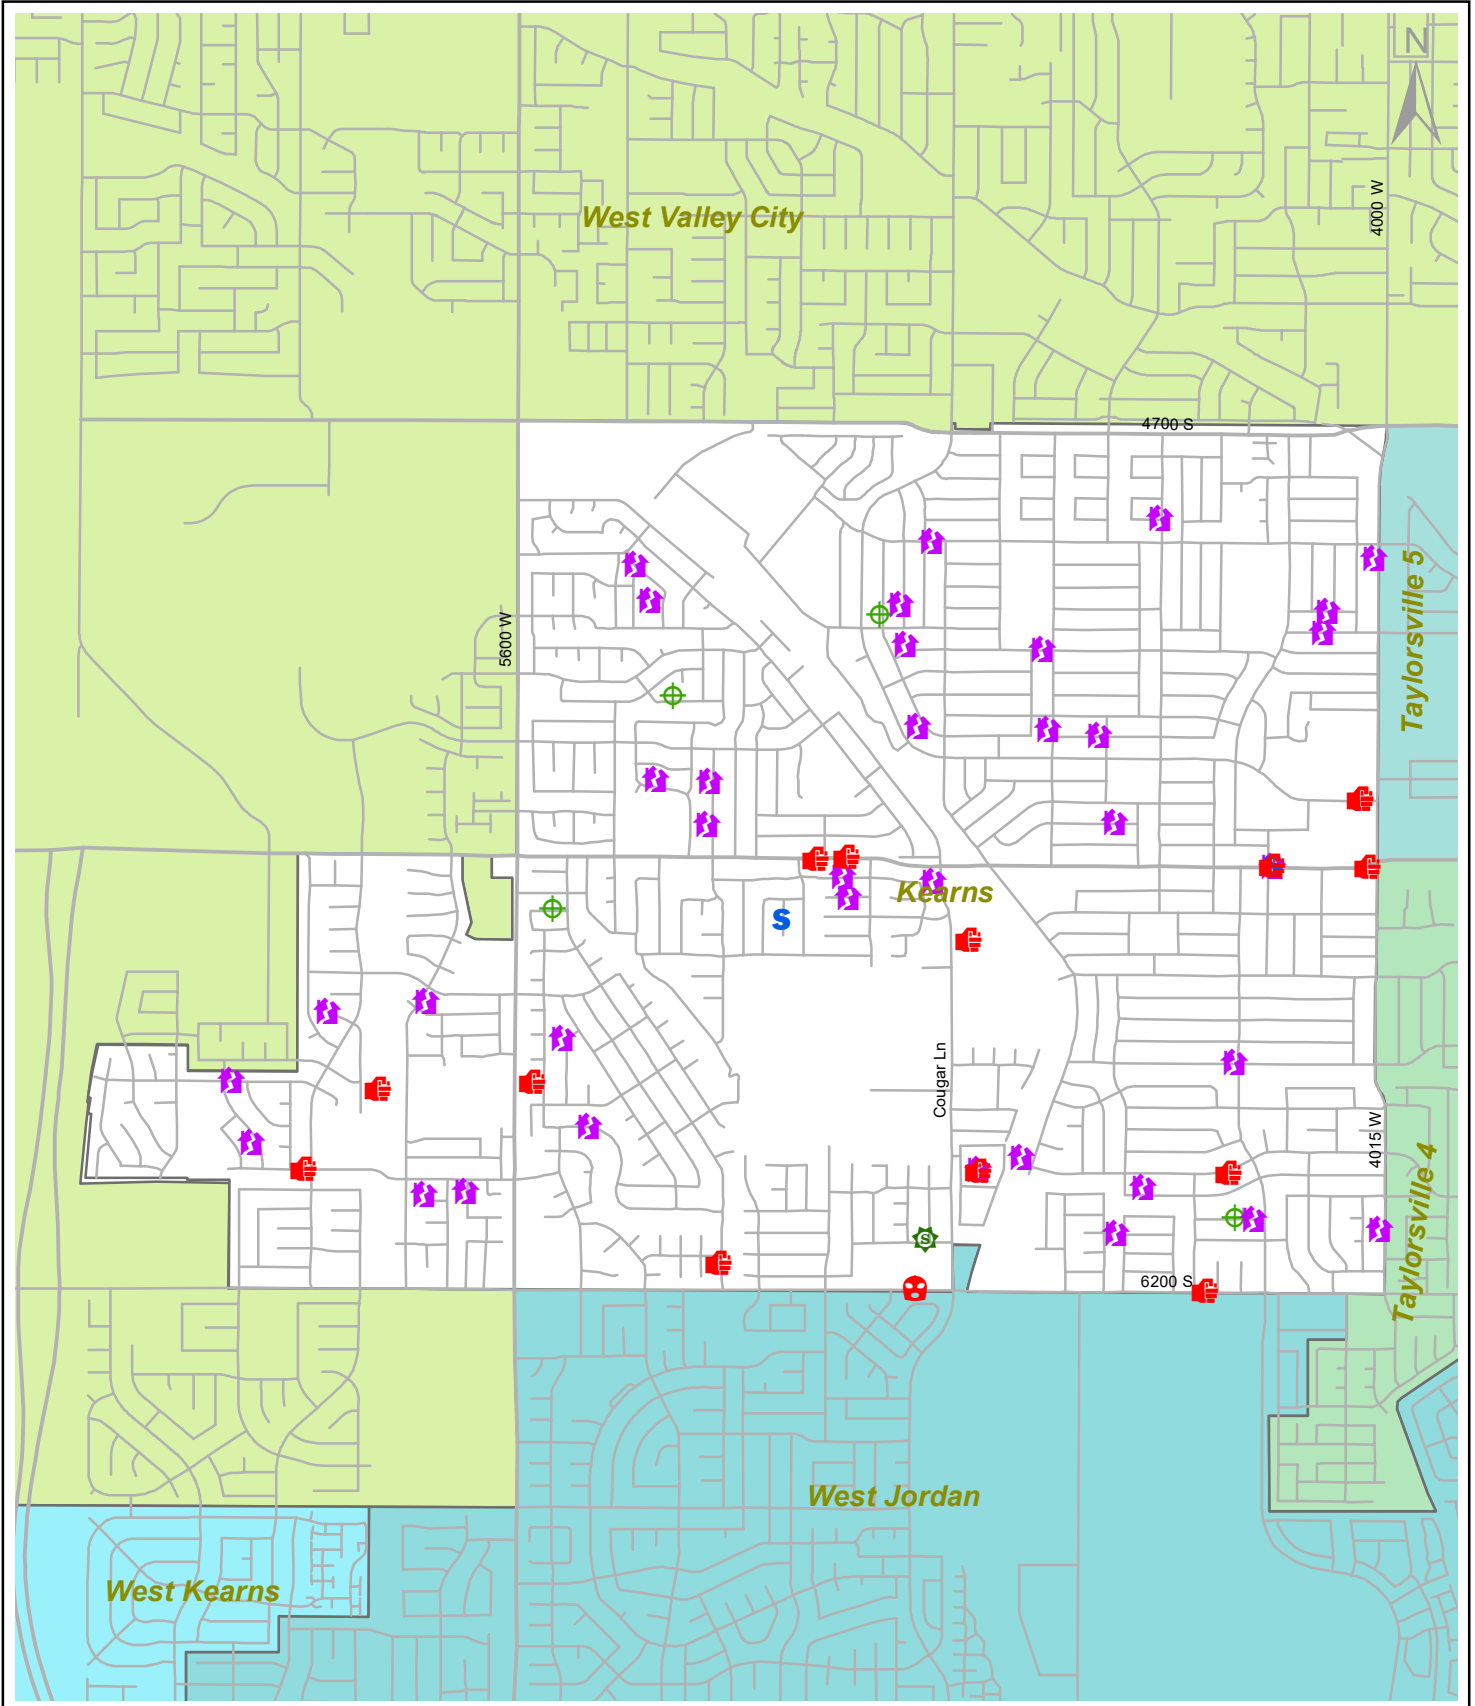 N
4000 W
West Valley City
4700 S
Taylorsville 5
5600 W
Kearns
S
Cougar Ln
4015 W
Taylorsville 4
S
6200 S
West Jordan
West Kearns